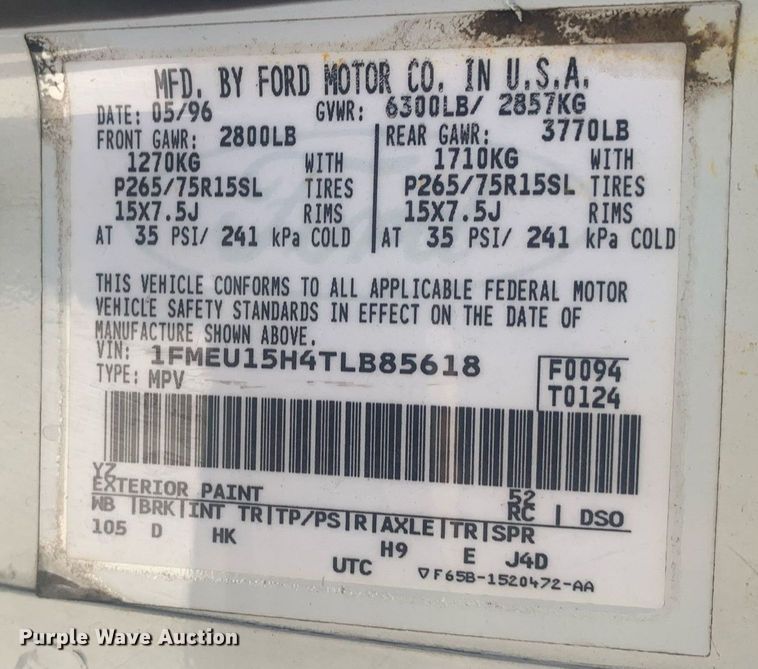 MFD. BY FORD MOTOR CO. IN U.S.A.
DATE: 05/96 GVWR: 6300LB/ 2857KG
FRONT GAWR: 2800LB REAR GAWR: 3770LB
1270KG WITH 1710KG WITH
P265/75R15SL TIRES P265/75R15SL TIRES
15X7.5J RIMS 15X7.5J RIMS
AT 35 PSI/ 241 kPa COLD AT 35 PSI/ 241 kPa COLD
THIS VEHICLE CONFORMS TO ALL APPLICABLE FEDERAL MOTOR
VEHICLE SAFETY STANDARDS IN EFFECT ON THE DATE OF
MANUFACTURE SHOWN ABOVE.
VIN: 1FMEU15H4TLB85618 F0094
TYPE: MPV T0124
YZ 52
EXTERIOR PAINT RC | DSO
WB |BRK|INT TR|TP/PS|R|AXLE|TR|SPR
105 D HK H9 E J4D
UTC ▽F65B-1520472-AA
Purple Wave Auction